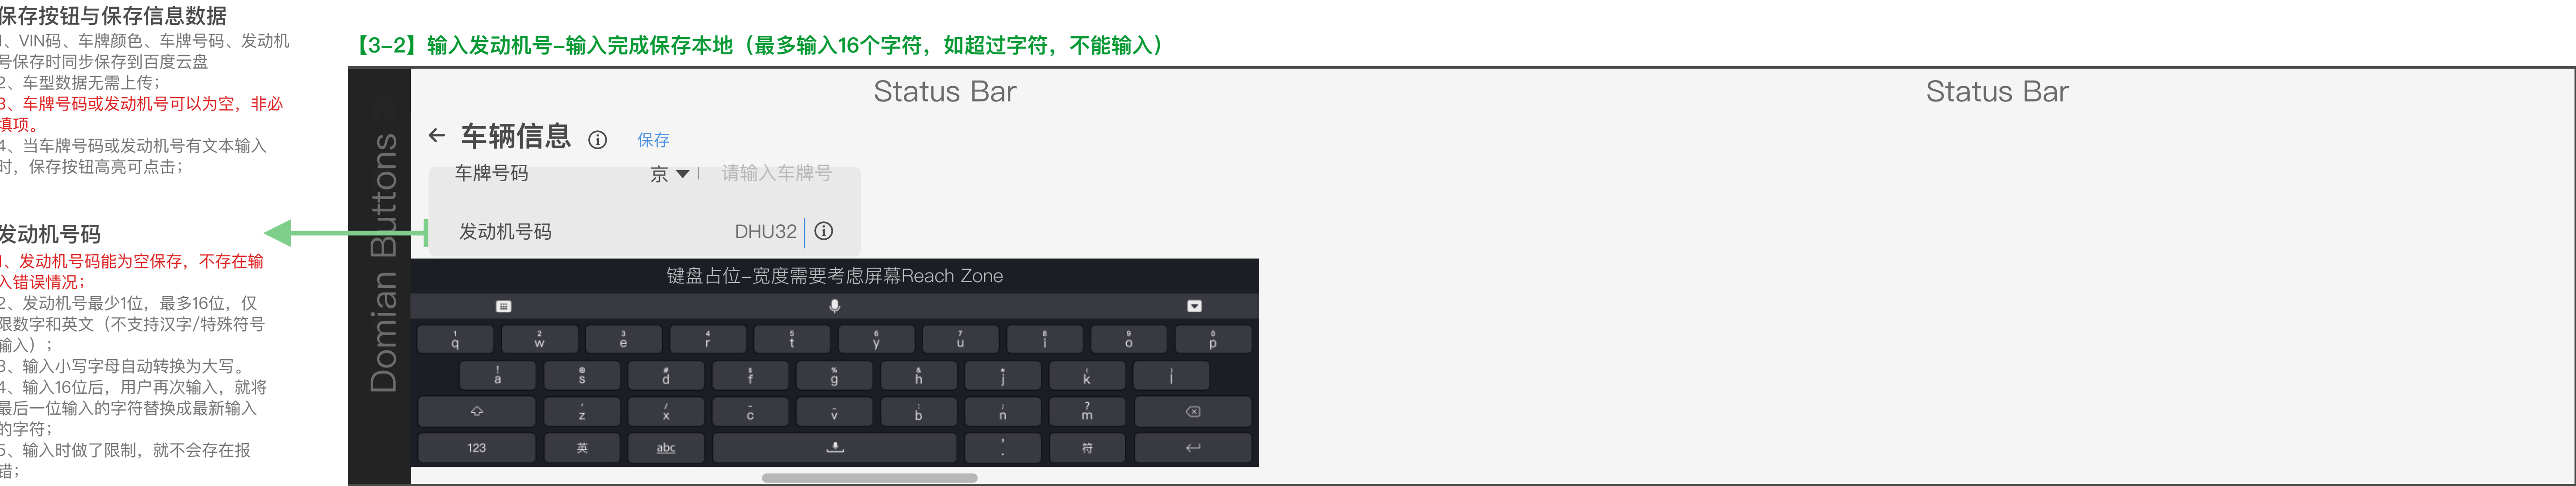 保存按钮与保存信息数据
1、VIN码、车牌颜色、车牌号码、发动机
号保存时同步保存到百度云盘
2、车型数据无需上传；
3、车牌号码或发动机号可以为空，非必
填项。
4、当车牌号码或发动机号有文本输入
时，保存按钮高亮可点击；
发动机号码
1、发动机号码能为空保存，不存在输
入错误情况；
2、发动机号最少1位，最多16位，仅
限数字和英文（不支持汉字/特殊符号
输入）；
3、输入小写字母自动转换为大写。
4、输入16位后，用户再次输入，就将
最后一位输入的字符替换成最新输入
的字符；
5、输入时做了限制，就不会存在报
错；
【3-2】输入发动机号-输入完成保存本地（最多输入16个字符，如超过字符，不能输入）
Domian Buttons
Status Bar
Status Bar
车辆信息 保存
车牌号码 京 请输入车牌号
发动机号码 DHU32
键盘占位-宽度需要考虑屏幕Reach Zone
1 2 3 4 5 6 7 8 9 0
q w e r t y u i o p
! @ # $ % & * ( )
a s d f g h j k l
' / - _ : ; ?
z x c v b n m
123 英 abc , . 符